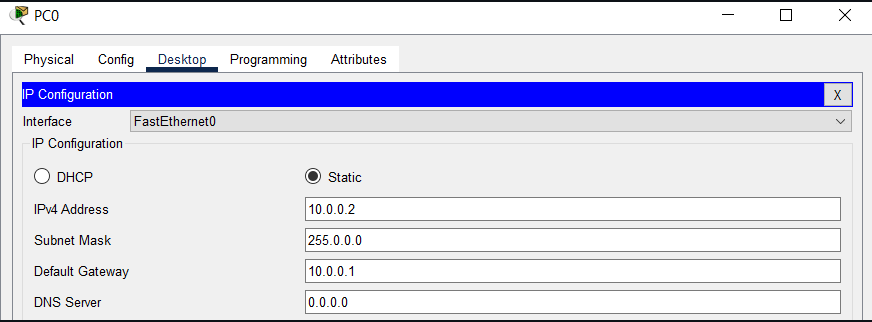 PC0
Physical Config Desktop Programming Attributes
IP Configuration X
Interface FastEthernet0
IP Configuration
DHCP Static
IPv4 Address 10.0.0.2
Subnet Mask 255.0.0.0
Default Gateway 10.0.0.1
DNS Server 0.0.0.0